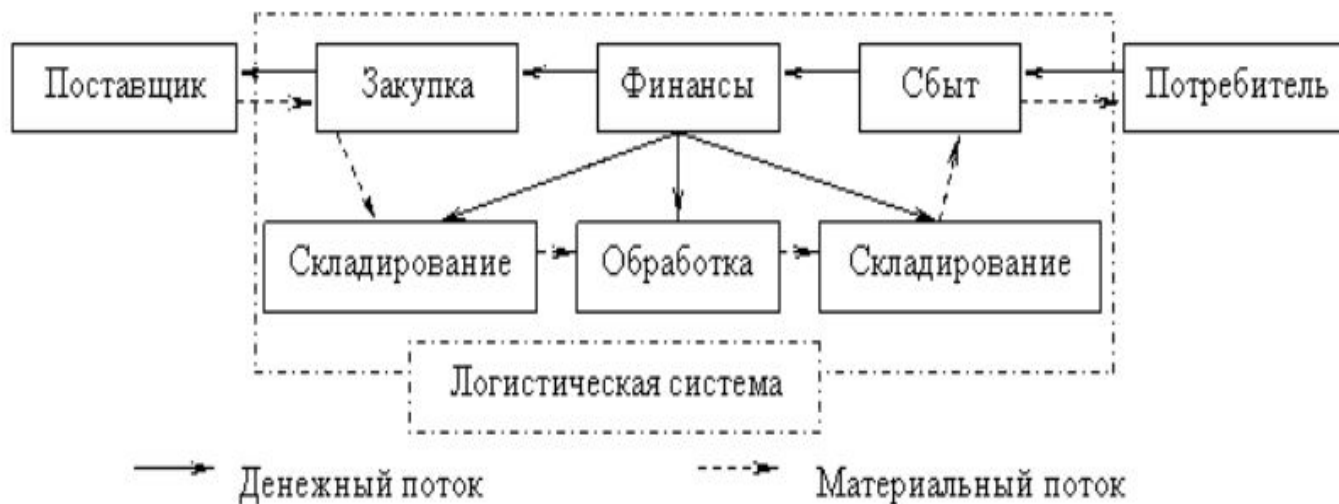 Поставщик
Закупка
Финансы
Сбыт
Потребитель
Складирование
Обработка
Складирование
Логистическая система
Денежный поток
Материальный поток